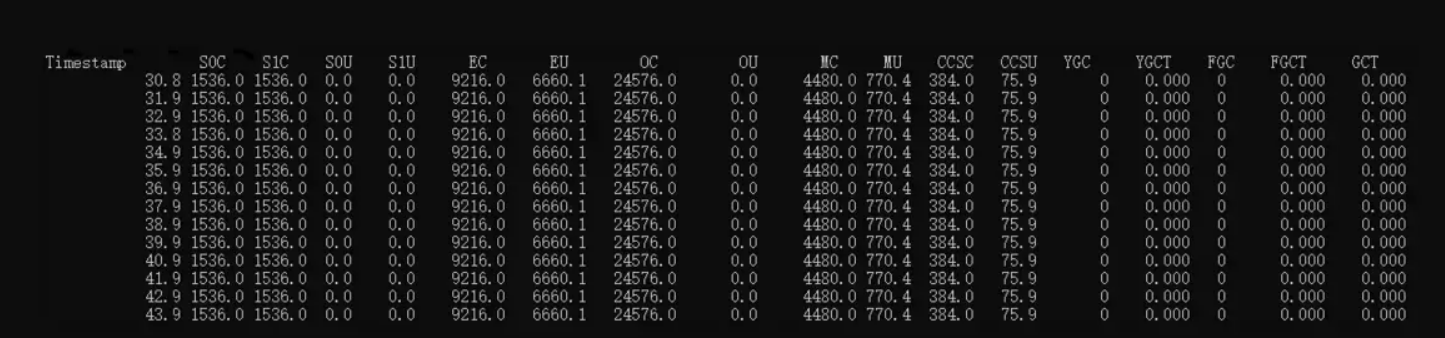 Timestamp S0C S1C S0U S1U EC EU OC OU MC MU CCSC CCSU YGC YGCT FGC FGCT GCT
30.8 1536.0 1536.0 0.0 0.0 9216.0 6660.1 24576.0 0.0 4480.0 770.4 384.0 75.9 0 0.000 0 0.000 0.000
31.9 1536.0 1536.0 0.0 0.0 9216.0 6660.1 24576.0 0.0 4480.0 770.4 384.0 75.9 0 0.000 0 0.000 0.000
32.9 1536.0 1536.0 0.0 0.0 9216.0 6660.1 24576.0 0.0 4480.0 770.4 384.0 75.9 0 0.000 0 0.000 0.000
33.8 1536.0 1536.0 0.0 0.0 9216.0 6660.1 24576.0 0.0 4480.0 770.4 384.0 75.9 0 0.000 0 0.000 0.000
34.9 1536.0 1536.0 0.0 0.0 9216.0 6660.1 24576.0 0.0 4480.0 770.4 384.0 75.9 0 0.000 0 0.000 0.000
35.9 1536.0 1536.0 0.0 0.0 9216.0 6660.1 24576.0 0.0 4480.0 770.4 384.0 75.9 0 0.000 0 0.000 0.000
36.9 1536.0 1536.0 0.0 0.0 9216.0 6660.1 24576.0 0.0 4480.0 770.4 384.0 75.9 0 0.000 0 0.000 0.000
37.9 1536.0 1536.0 0.0 0.0 9216.0 6660.1 24576.0 0.0 4480.0 770.4 384.0 75.9 0 0.000 0 0.000 0.000
38.9 1536.0 1536.0 0.0 0.0 9216.0 6660.1 24576.0 0.0 4480.0 770.4 384.0 75.9 0 0.000 0 0.000 0.000
39.9 1536.0 1536.0 0.0 0.0 9216.0 6660.1 24576.0 0.0 4480.0 770.4 384.0 75.9 0 0.000 0 0.000 0.000
40.9 1536.0 1536.0 0.0 0.0 9216.0 6660.1 24576.0 0.0 4480.0 770.4 384.0 75.9 0 0.000 0 0.000 0.000
41.9 1536.0 1536.0 0.0 0.0 9216.0 6660.1 24576.0 0.0 4480.0 770.4 384.0 75.9 0 0.000 0 0.000 0.000
42.9 1536.0 1536.0 0.0 0.0 9216.0 6660.1 24576.0 0.0 4480.0 770.4 384.0 75.9 0 0.000 0 0.000 0.000
43.9 1536.0 1536.0 0.0 0.0 9216.0 6660.1 24576.0 0.0 4480.0 770.4 384.0 75.9 0 0.000 0 0.000 0.000